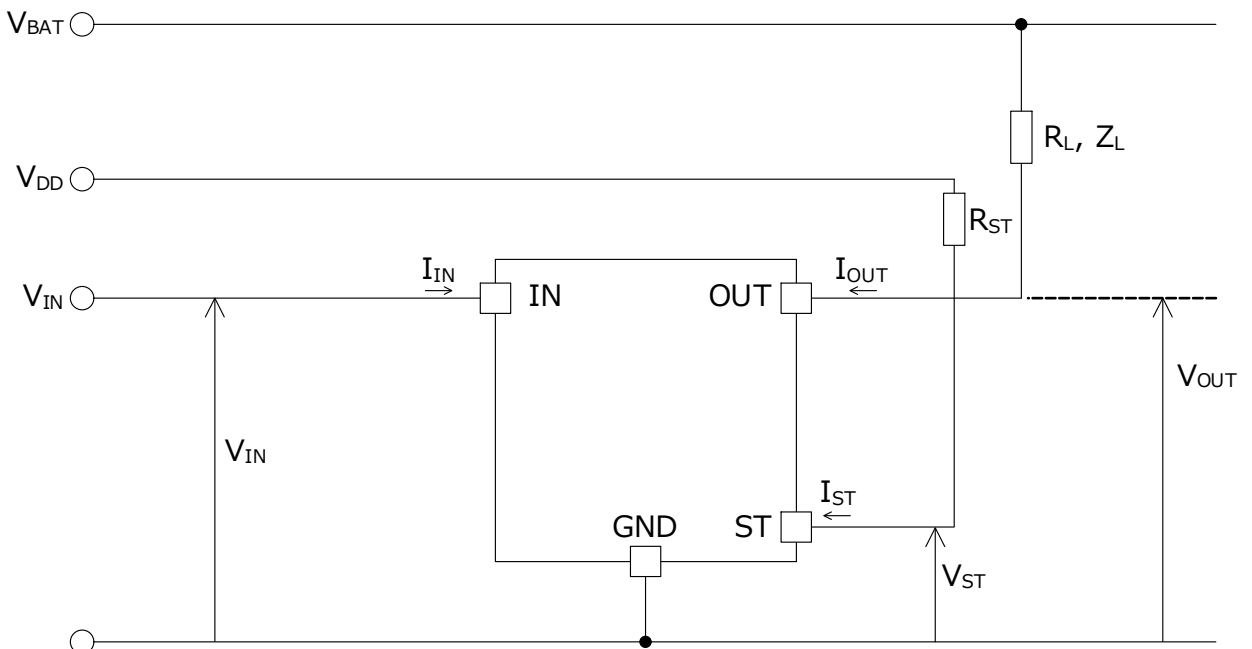 VBAT
RL, ZL
VDD
RST
VIN
IIN
IN
OUT
IOUT
VOUT
VIN
IST
GND
ST
VST